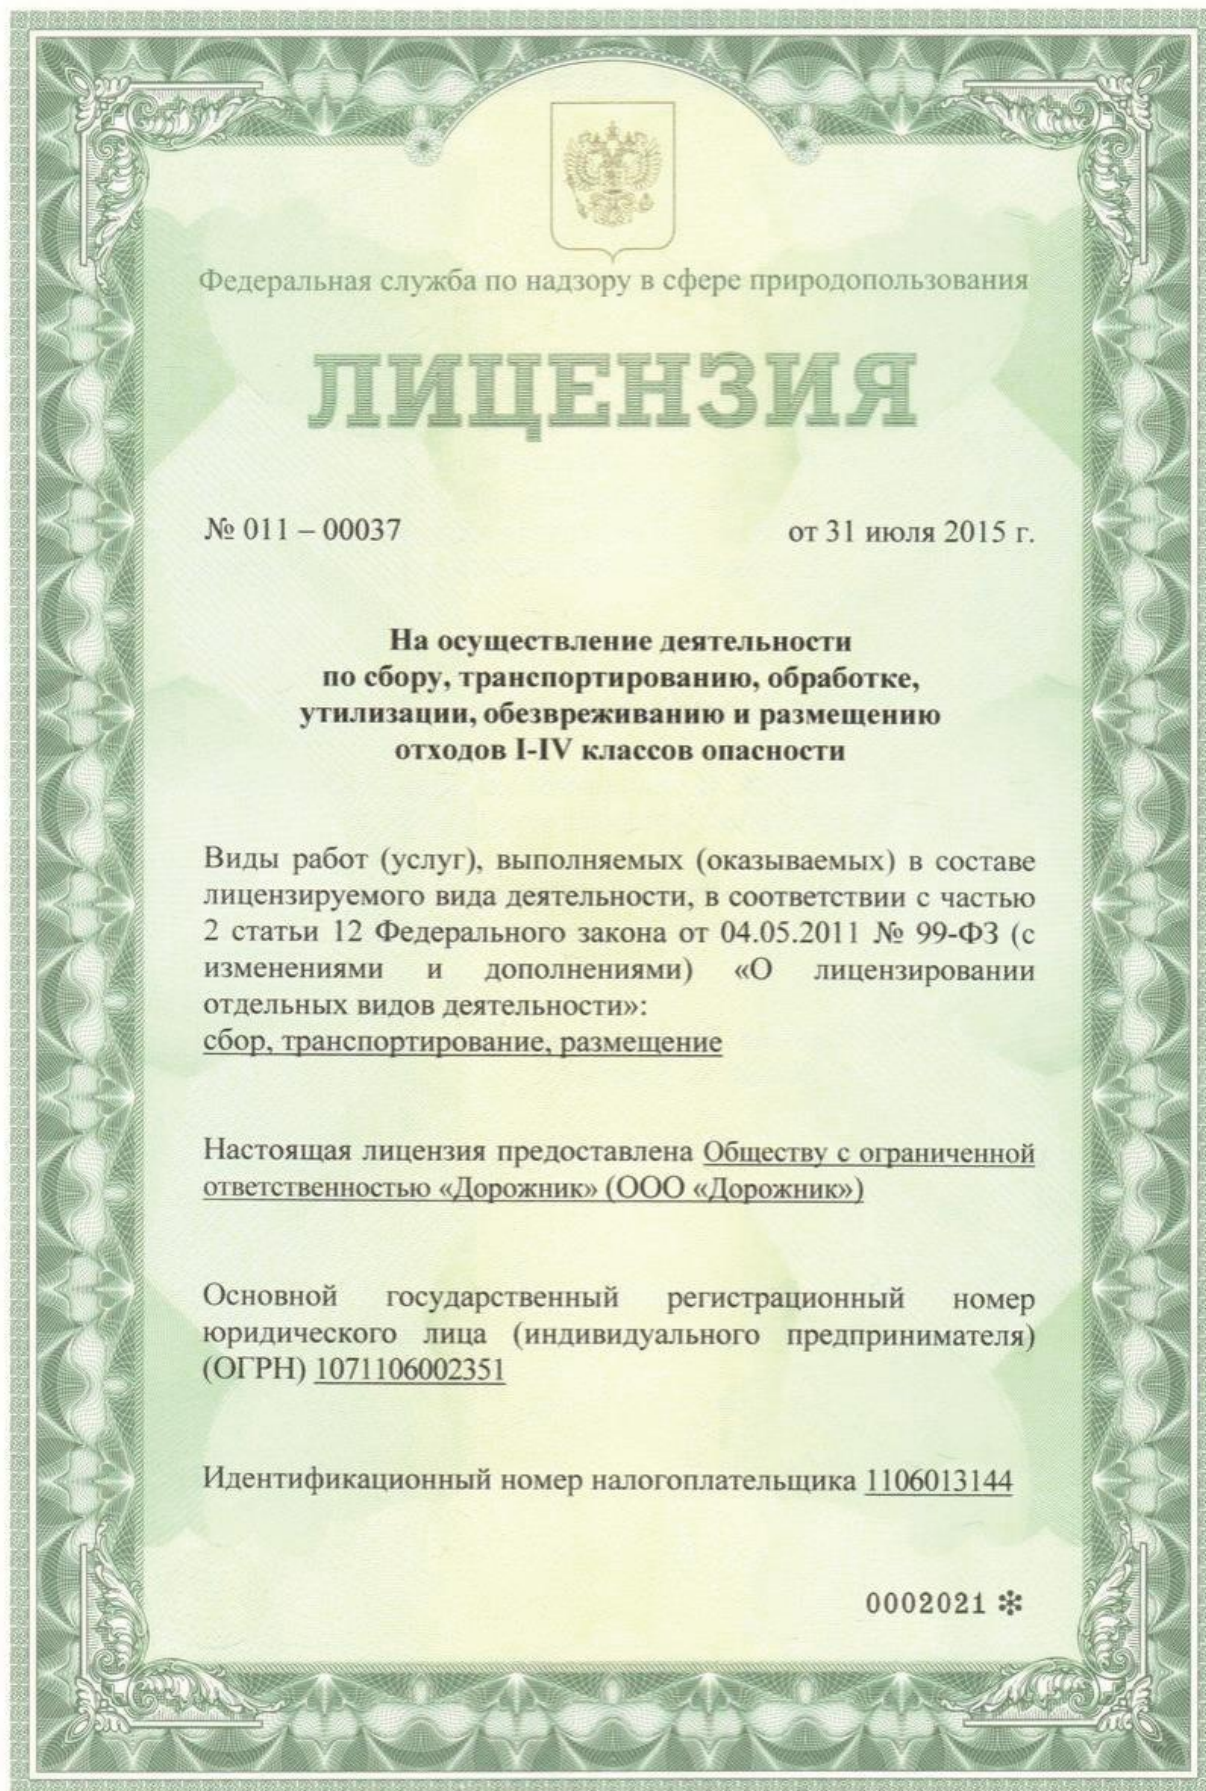 Федеральная служба по надзору в сфере природопользования
ЛИЦЕНЗИЯ
№ 011 – 00037 от 31 июля 2015 г.
На осуществление деятельности
по сбору, транспортированию, обработке,
утилизации, обезвреживанию и размещению
отходов I-IV классов опасности
Виды работ (услуг), выполняемых (оказываемых) в составе
лицензируемого вида деятельности, в соответствии с частью
2 статьи 12 Федерального закона от 04.05.2011 № 99-ФЗ (с
изменениями и дополнениями) «О лицензировании
отдельных видов деятельности»:
сбор, транспортирование, размещение
Настоящая лицензия предоставлена Обществу с ограниченной
ответственностью «Дорожник» (ООО «Дорожник»)
Основной государственный регистрационный номер
юридического лица (индивидуального предпринимателя)
(ОГРН) 1071106002351
Идентификационный номер налогоплательщика 1106013144
0002021 ❇